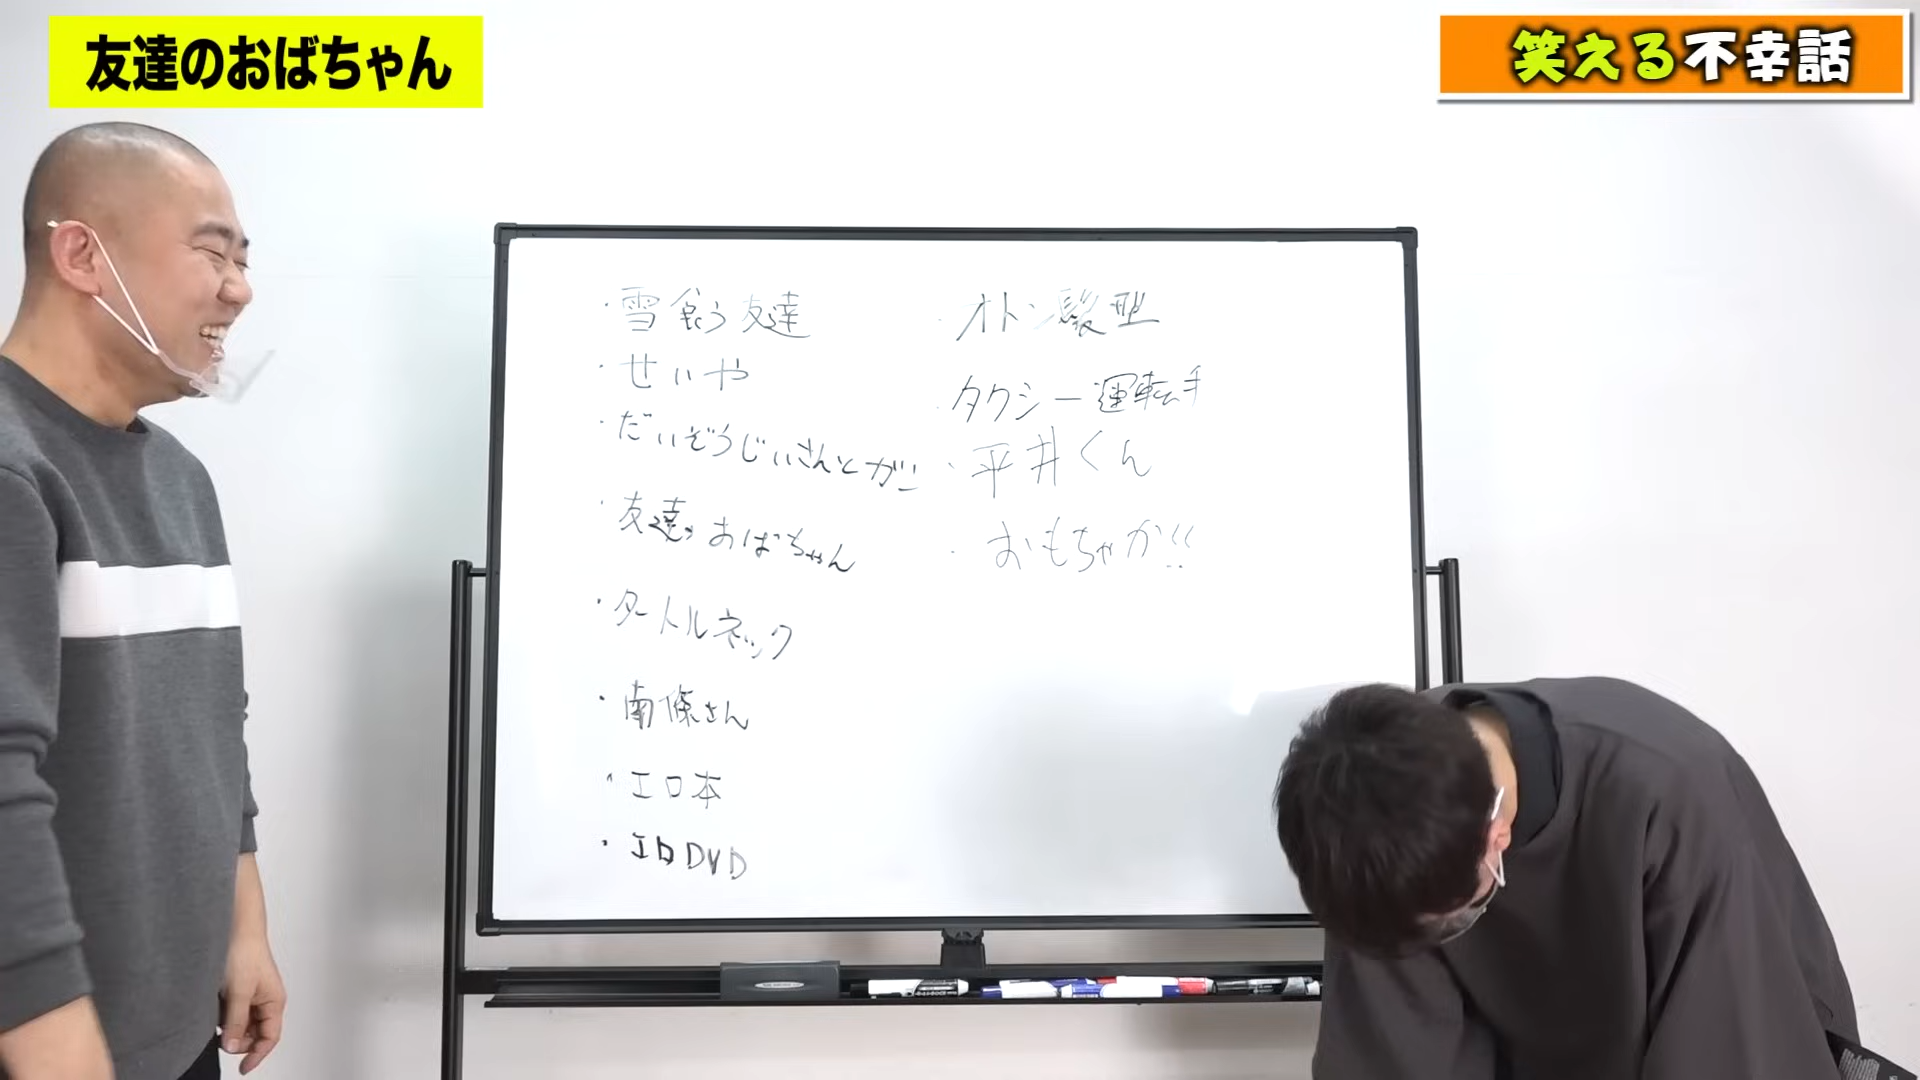 友達のおばちゃん
笑える不幸話
・雪食う友達
・せいや
・だいぞうじいさんとガン
・友達のおばちゃん
・タートルネック
・南條さん
・エロ本
・エロDVD
・オトン髪型
・タクシー運転手
・平井くん
・おもちゃか!!